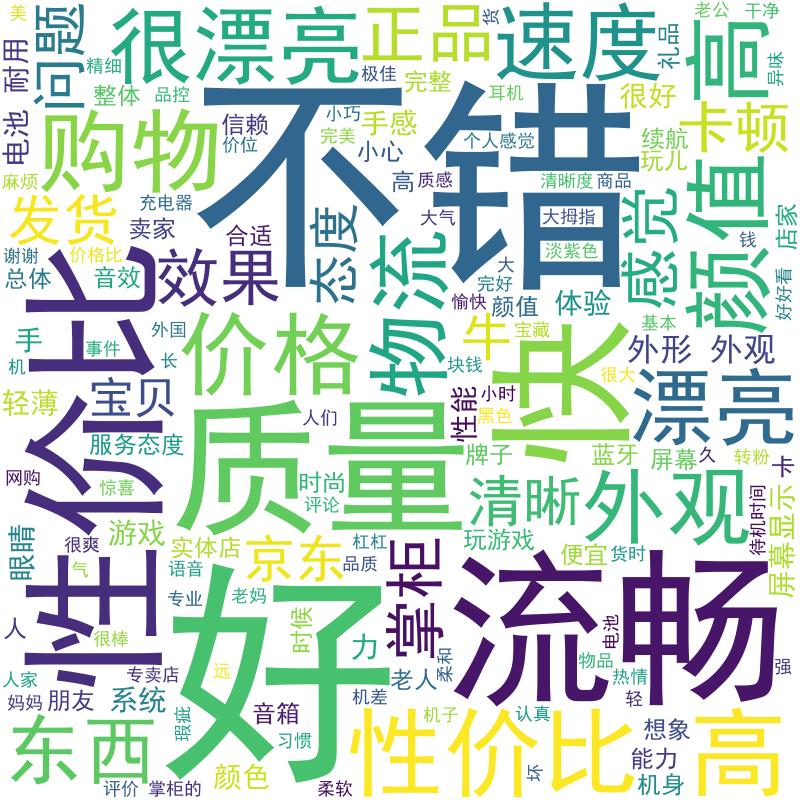 美
耐用
问题
很漂亮
正品
货
速度
礼品
老公
干净
高
异味
精细
整体
品控
极佳
完整
耳机
很好
卡顿
电池
购物
信赖
价位
小巧
完美
手感
小心
不错
个人感觉
续航
玩儿
麻烦
充电器
高
质感
清晰度
商品
颜值
发货
卖家
合适
态度
大气
大拇指
感觉
店家
谢谢
价格比
总体
音效
效果
物流
大
完好
淡紫色
钱
好好看
性价比
手
机
事件
外国
长
价格
愉快
颜值
体验
牛
宝藏
基本
快
外形
外观
块钱
很大
轻薄
宝贝
质量
人们
性能
小时
黑色
漂亮
服务态度
牌子
蓝牙
屏幕
久
转粉
卡
网购
惊喜
时尚
评论
清晰
外观
待机时间
屏幕显示
眼睛
很爽
游戏
实体店
京东
杠杠
品质
掌柜
玩游戏
便宜
货时
气
语音
好
流畅
人
很棒
专业
老妈
时候
力
电池
人家
专卖店
远
老人
柔和
物品
热情
强
妈妈
朋友
系统
瑕疵
音箱
机差
轻
东西
习惯
性价比
机子
认真
高
想象
能力
颜色
坏
机身
评价
掌柜的
柔软